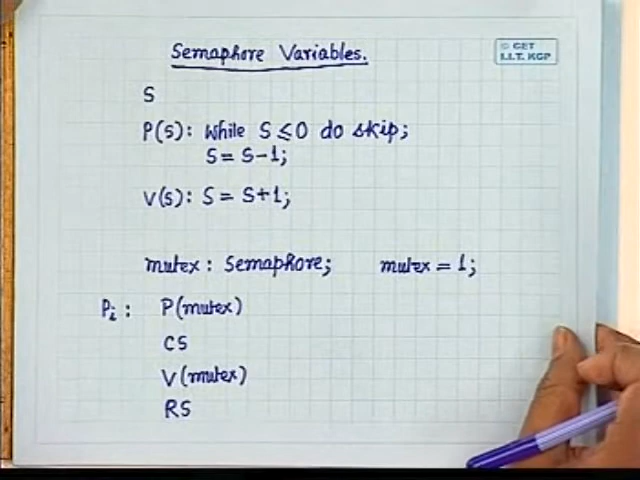 Semaphore Variables.
© CET
I.I.T. KGP
S
P(S): While S ≤ 0 do skip;
S = S-1;
V(S): S = S+1;
mutex: Semaphore; mutex = 1;
Pi: P(mutex)
CS
V(mutex)
RS